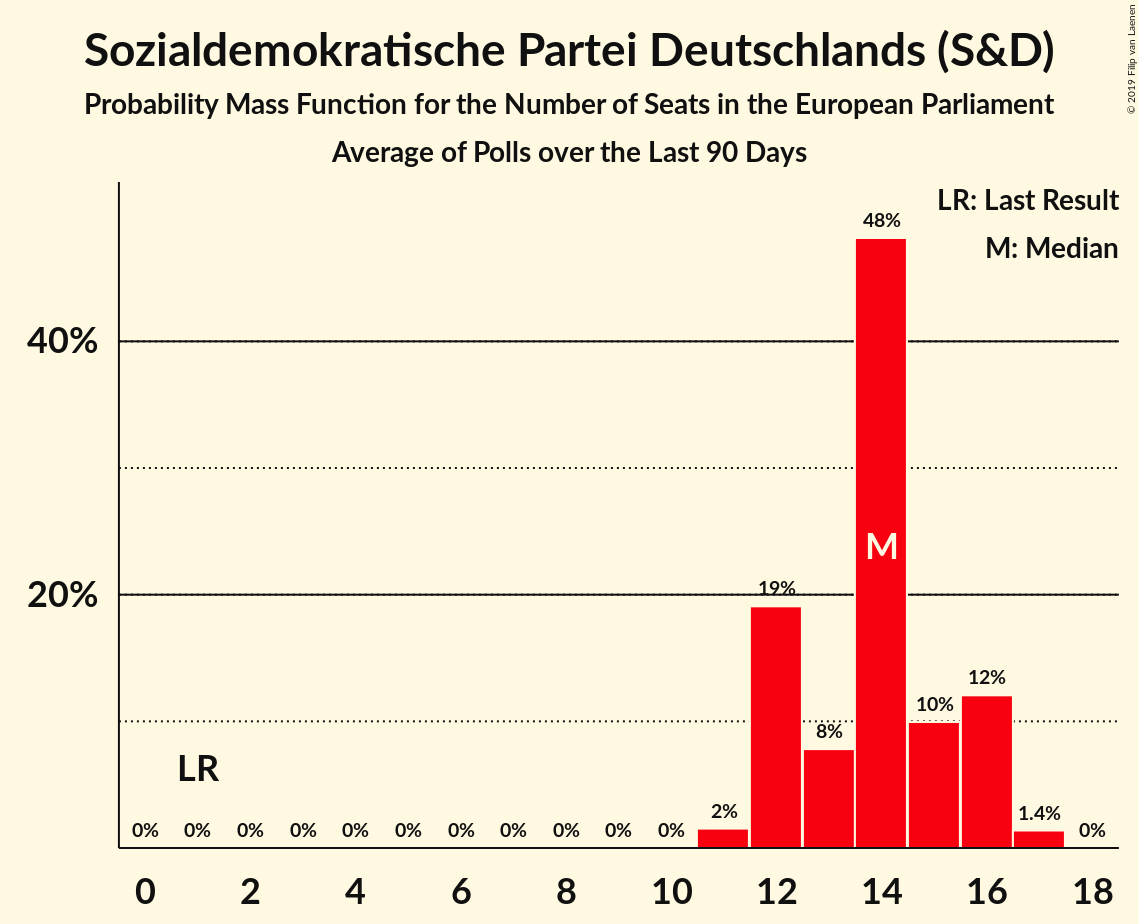 Sozialdemokratische Partei Deutschlands (S&D)
Probability Mass Function for the Number of Seats in the European Parliament
Average of Polls over the Last 90 Days
© 2019 Filip van Laenen
LR: Last Result
M: Median
48%
40%
M
20%
19%
12%
10%
8%
LR
2%
1.4%
0% 0% 0% 0% 0% 0% 0% 0% 0% 0% 0% 0%
0 2 4 6 8 10 12 14 16 18